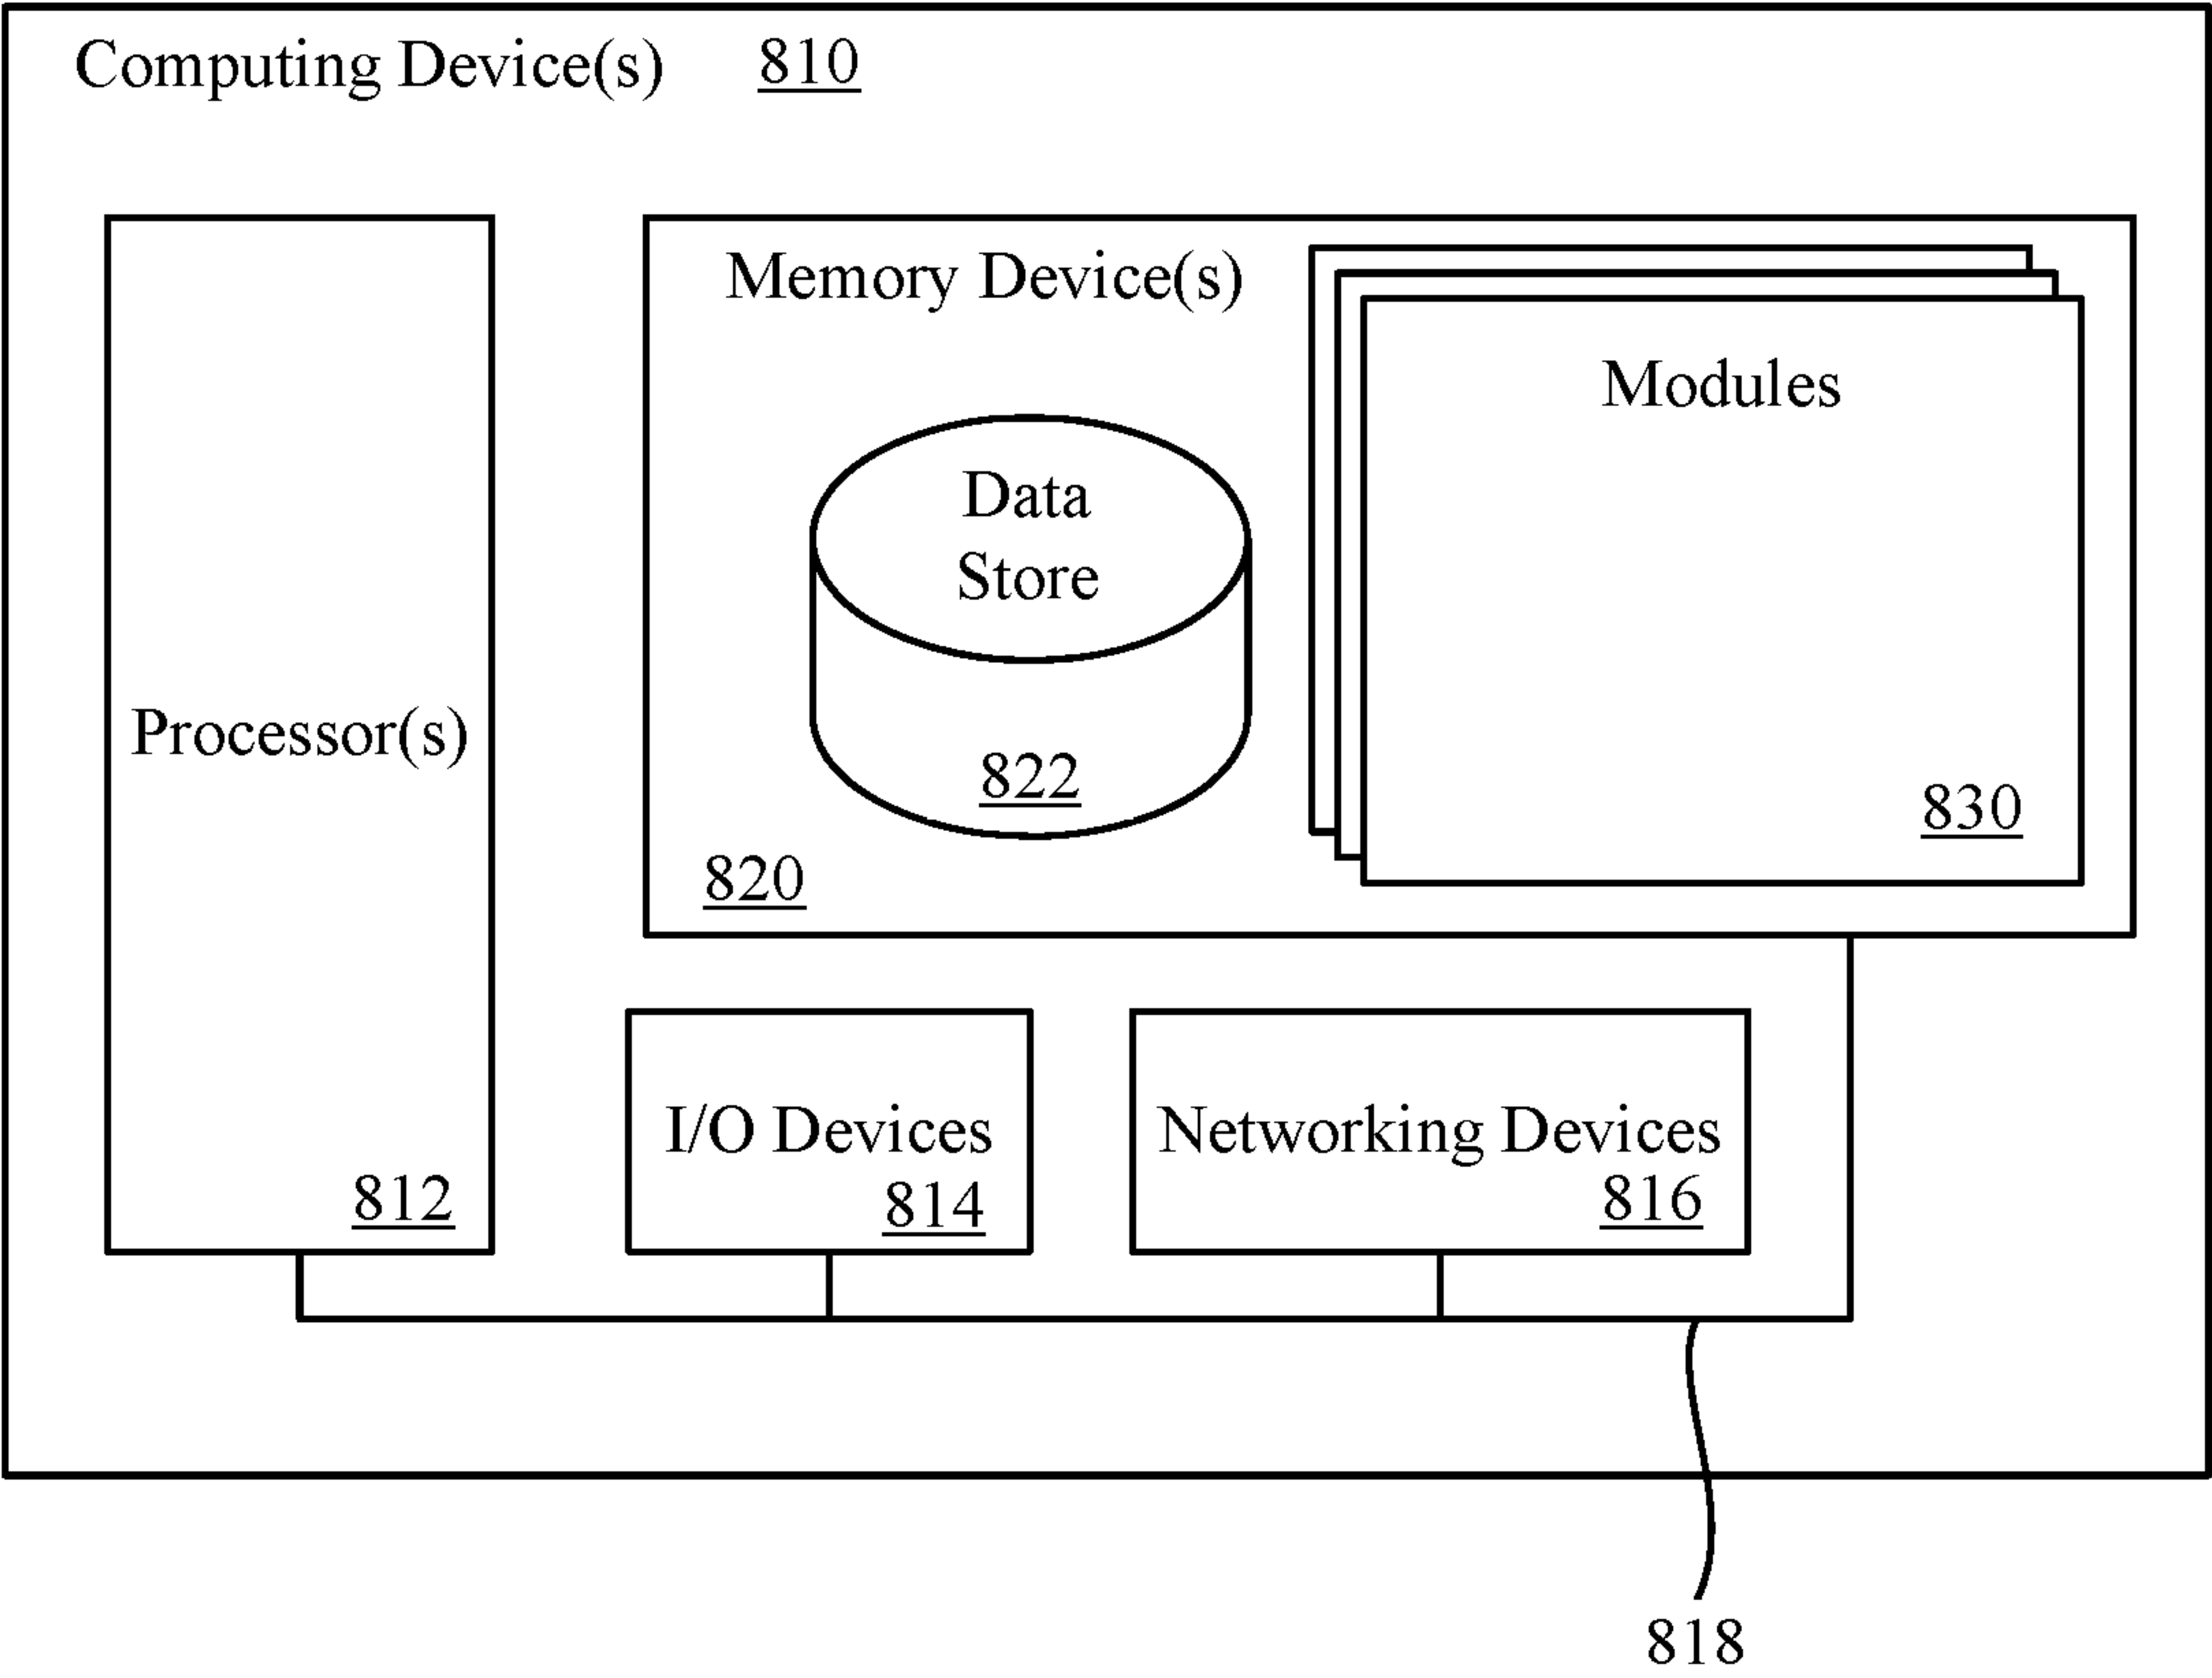 Computing Device(s) 810
Memory Device(s)
Modules
Data
Store
Processor(s)
822
830
820
I/O Devices
Networking Devices
812
814
816
818